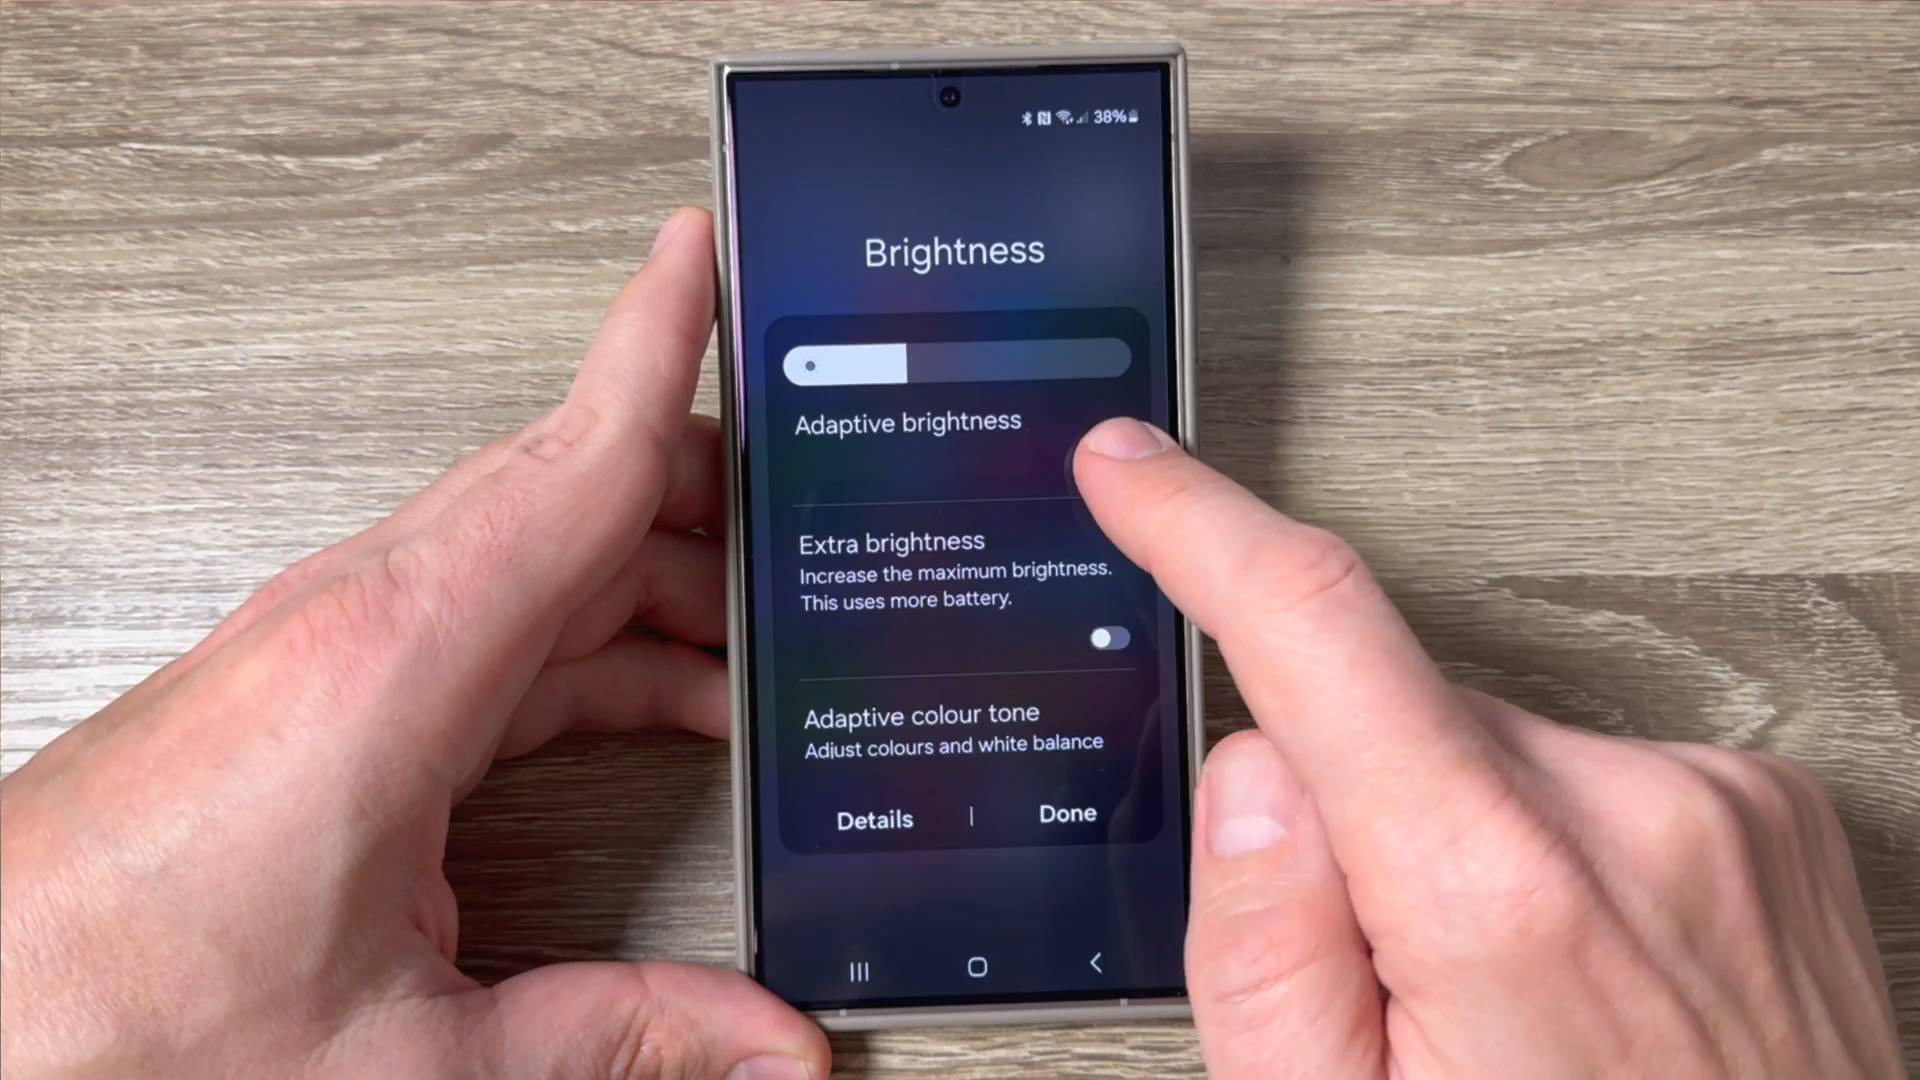 38%
Brightness
Adaptive brightness
Extra brightness
Increase the maximum brightness.
This uses more battery.
Adaptive colour tone
Adjust colours and white balance
Details | Done